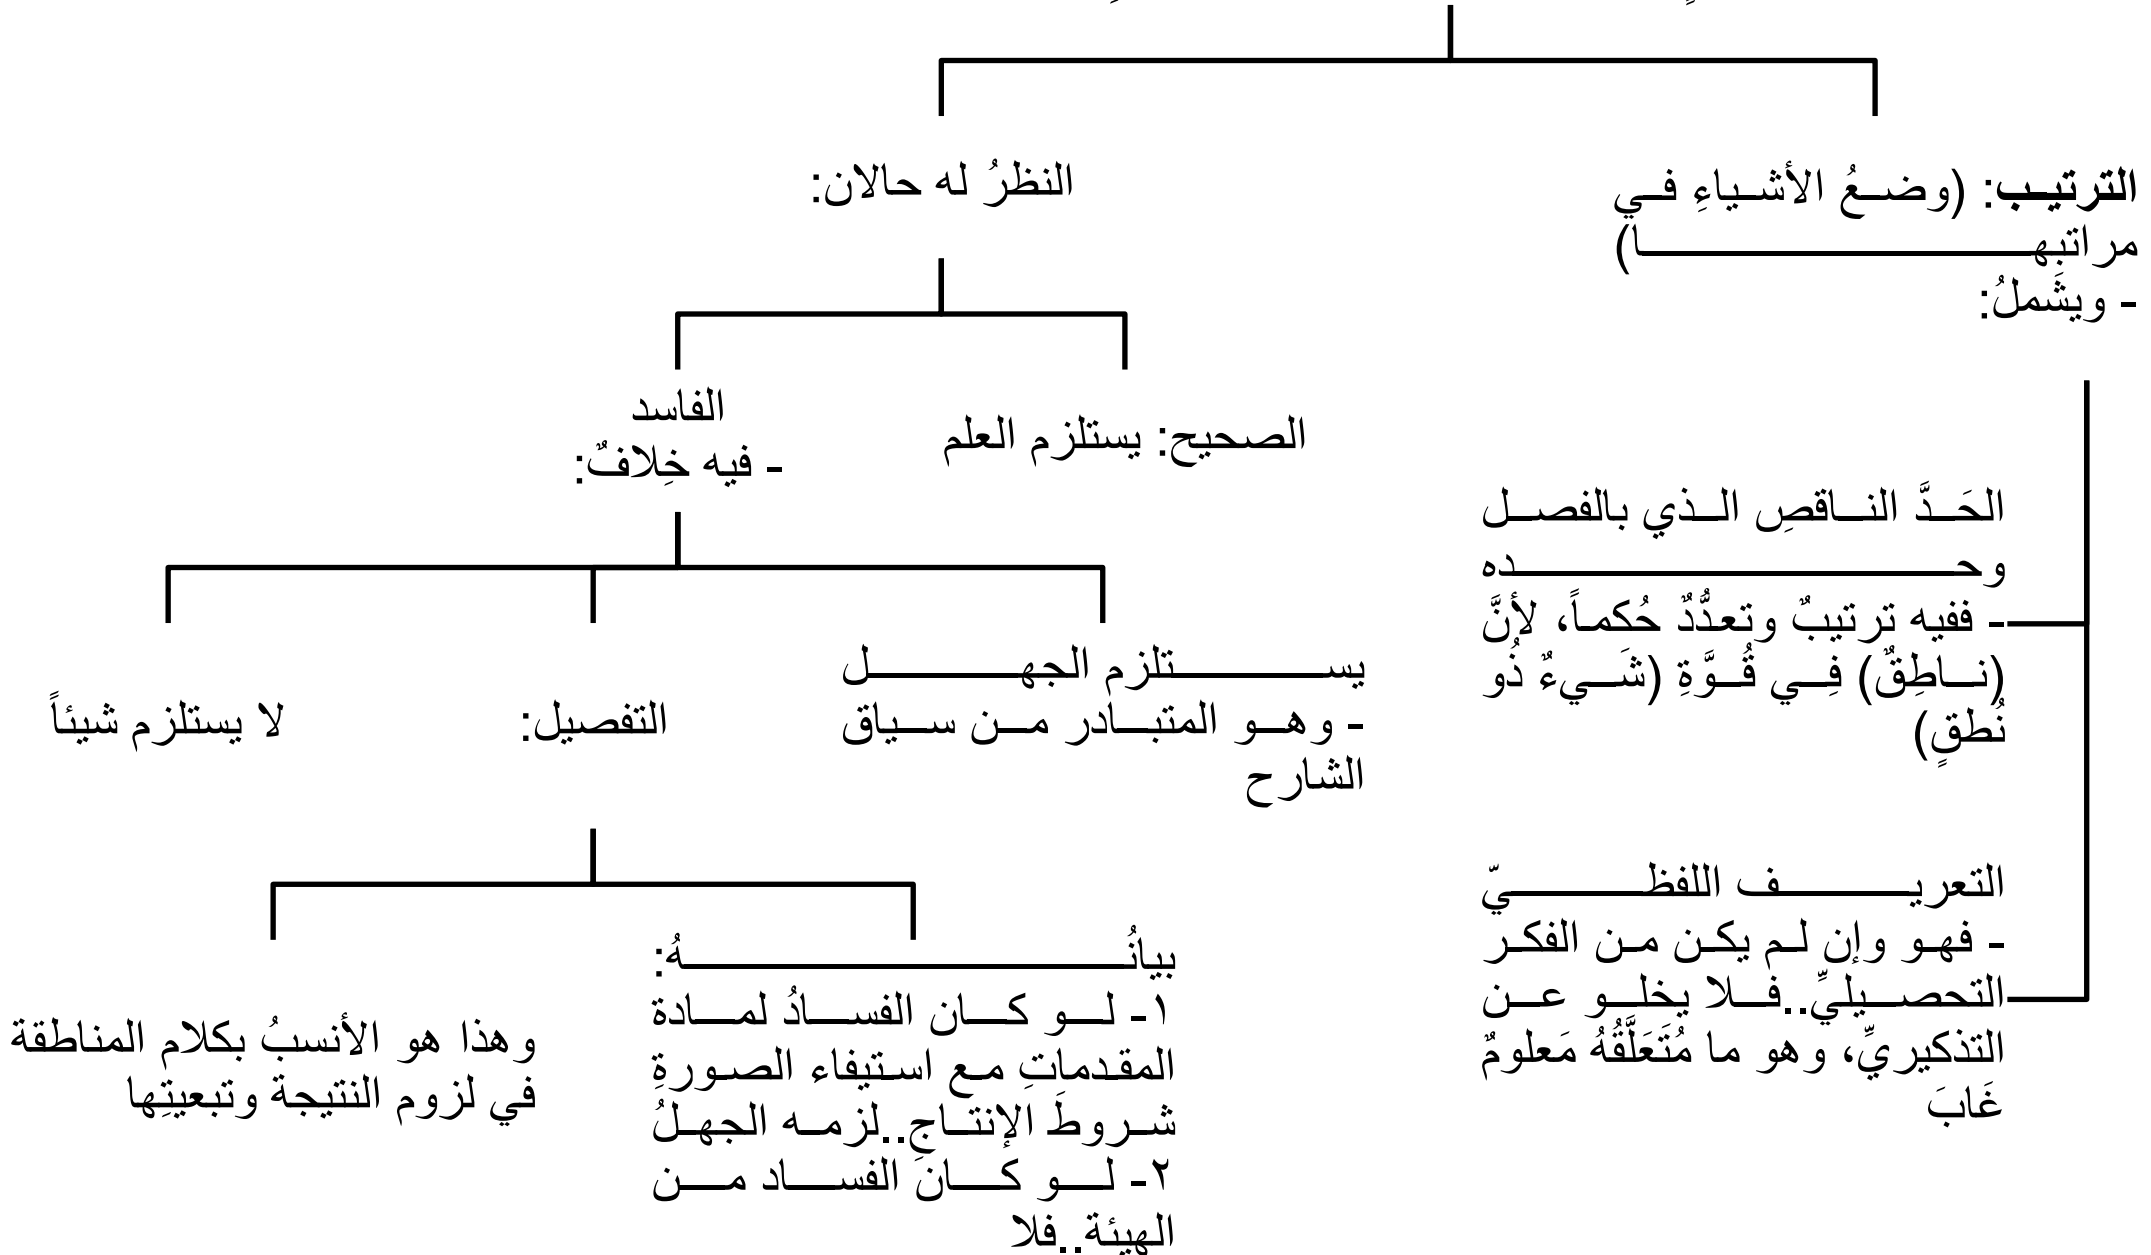 الترتيب: (وضعُ الأشياءِ في
مراتبها)
- ويشَملُ:
الحَدَّ الناقصِ الذي بالفصل
وحده
- ففيه ترتيبٌ وتعدُّدٌ حُكماً، لأنَّ
(ناطِقٌ) فِي قُوَّةِ (شَيءٌ ذُو
نُطقٍ)
التعريف اللفظيّ
- فهو وإن لم يكن من الفكر
التحصيليِّ..فلا يخلو عن
التذكيريِّ، وهو ما مُتَعَلَّقُهُ مَعلومٌ
غَابَ
النظرُ له حالان:
الصحيح: يستلزم العلم
الفاسد
- فيه خِلافٌ:
يستلزم الجهل
- وهو المتبادر من سياق
الشارح
التفصيل:
بيانُهُ:
١- لو كان الفسادُ لمادة
المقدماتِ مع استيفاء الصورةِ
شروطَ الإنتاجِ..لزمه الجهلُ
٢- لو كانَ الفساد من
الهيئة..فلا
وهذا هو الأنسبُ بكلام المناطقة
في لزوم النتيجة وتبعيتِها
لا يستلزم شيئاً